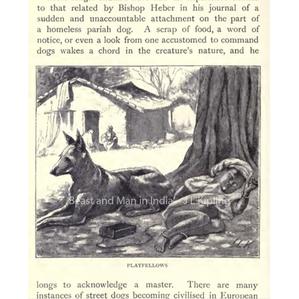 to that related by Bishop Heber in his journal of a
sudden and unaccountable attachment on the part of
a homeless pariah dog. A scrap of food, a word of
notice, or even a look from one accustomed to command
dogs wakes a chord in the creature's nature, and he
Beast and Man in India - J L Kipling
PLAYFELLOWS
longs to acknowledge a master. There are many
instances of street dogs becoming civilised in European